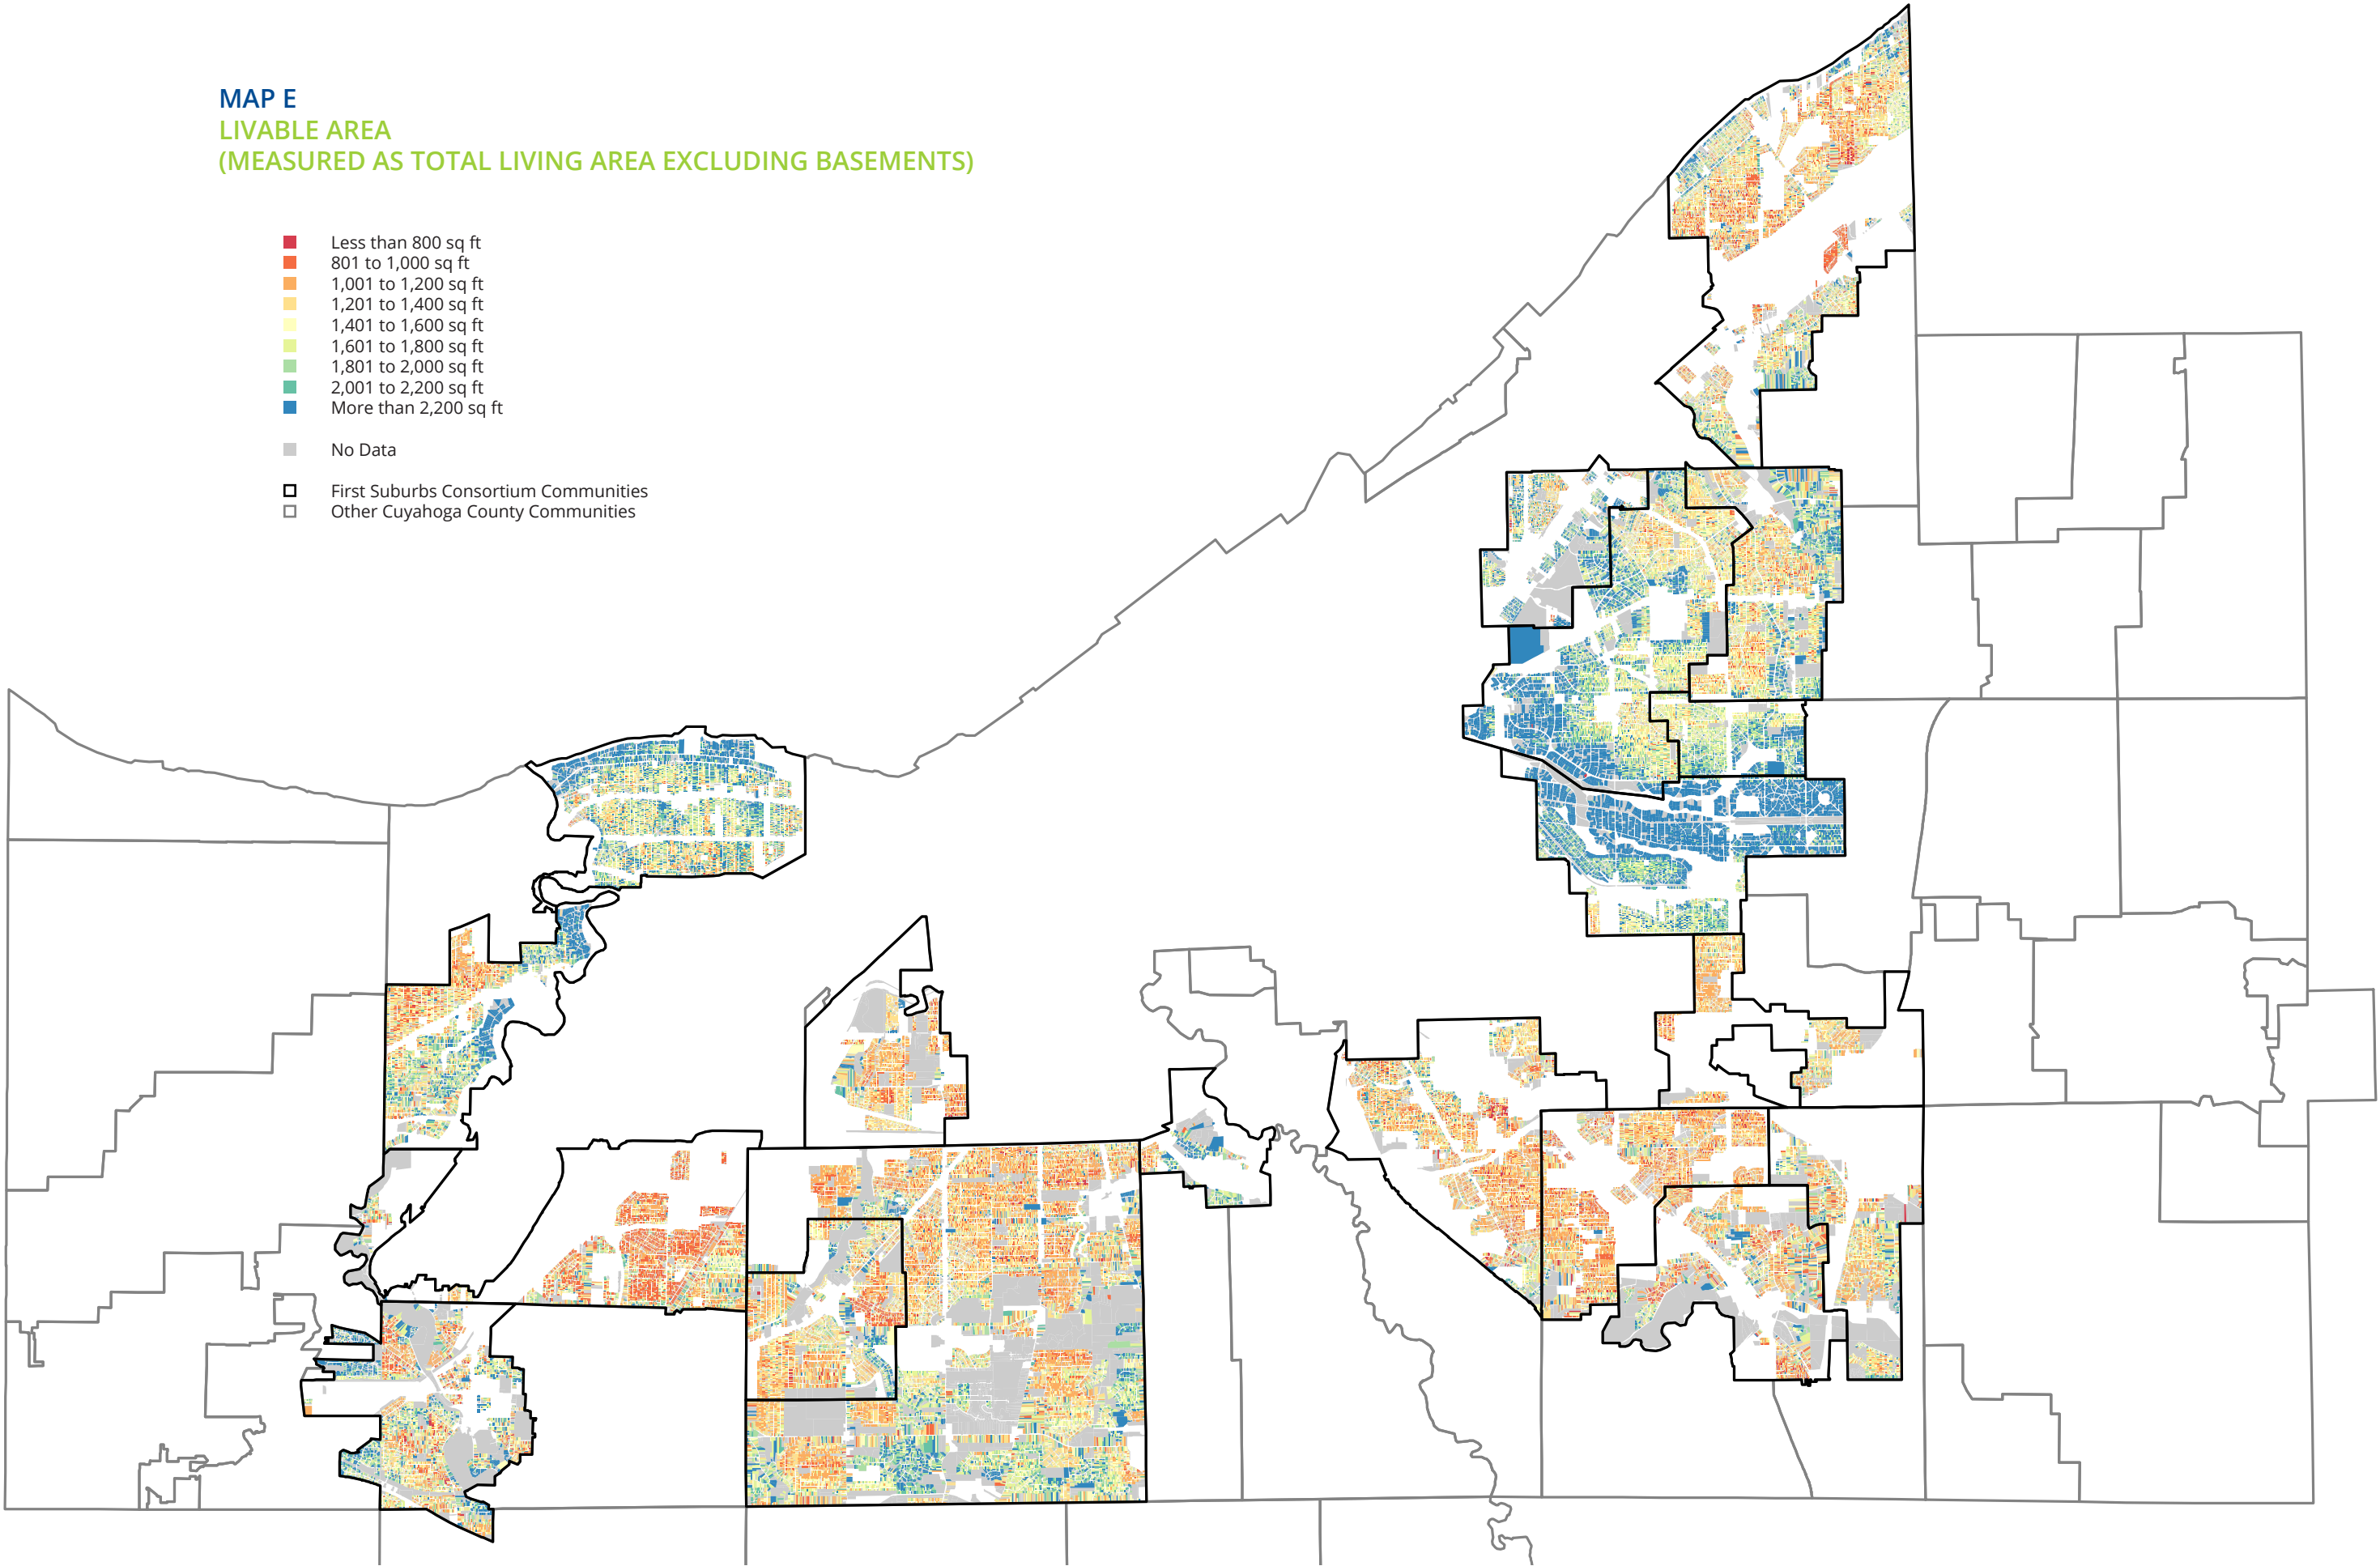 MAP E
LIVABLE AREA
(MEASURED AS TOTAL LIVING AREA EXCLUDING BASEMENTS)
Less than 800 sq ft
801 to 1,000 sq ft
1,001 to 1,200 sq ft
1,201 to 1,400 sq ft
1,401 to 1,600 sq ft
1,601 to 1,800 sq ft
1,801 to 2,000 sq ft
2,001 to 2,200 sq ft
More than 2,200 sq ft
No Data
First Suburbs Consortium Communities
Other Cuyahoga County Communities